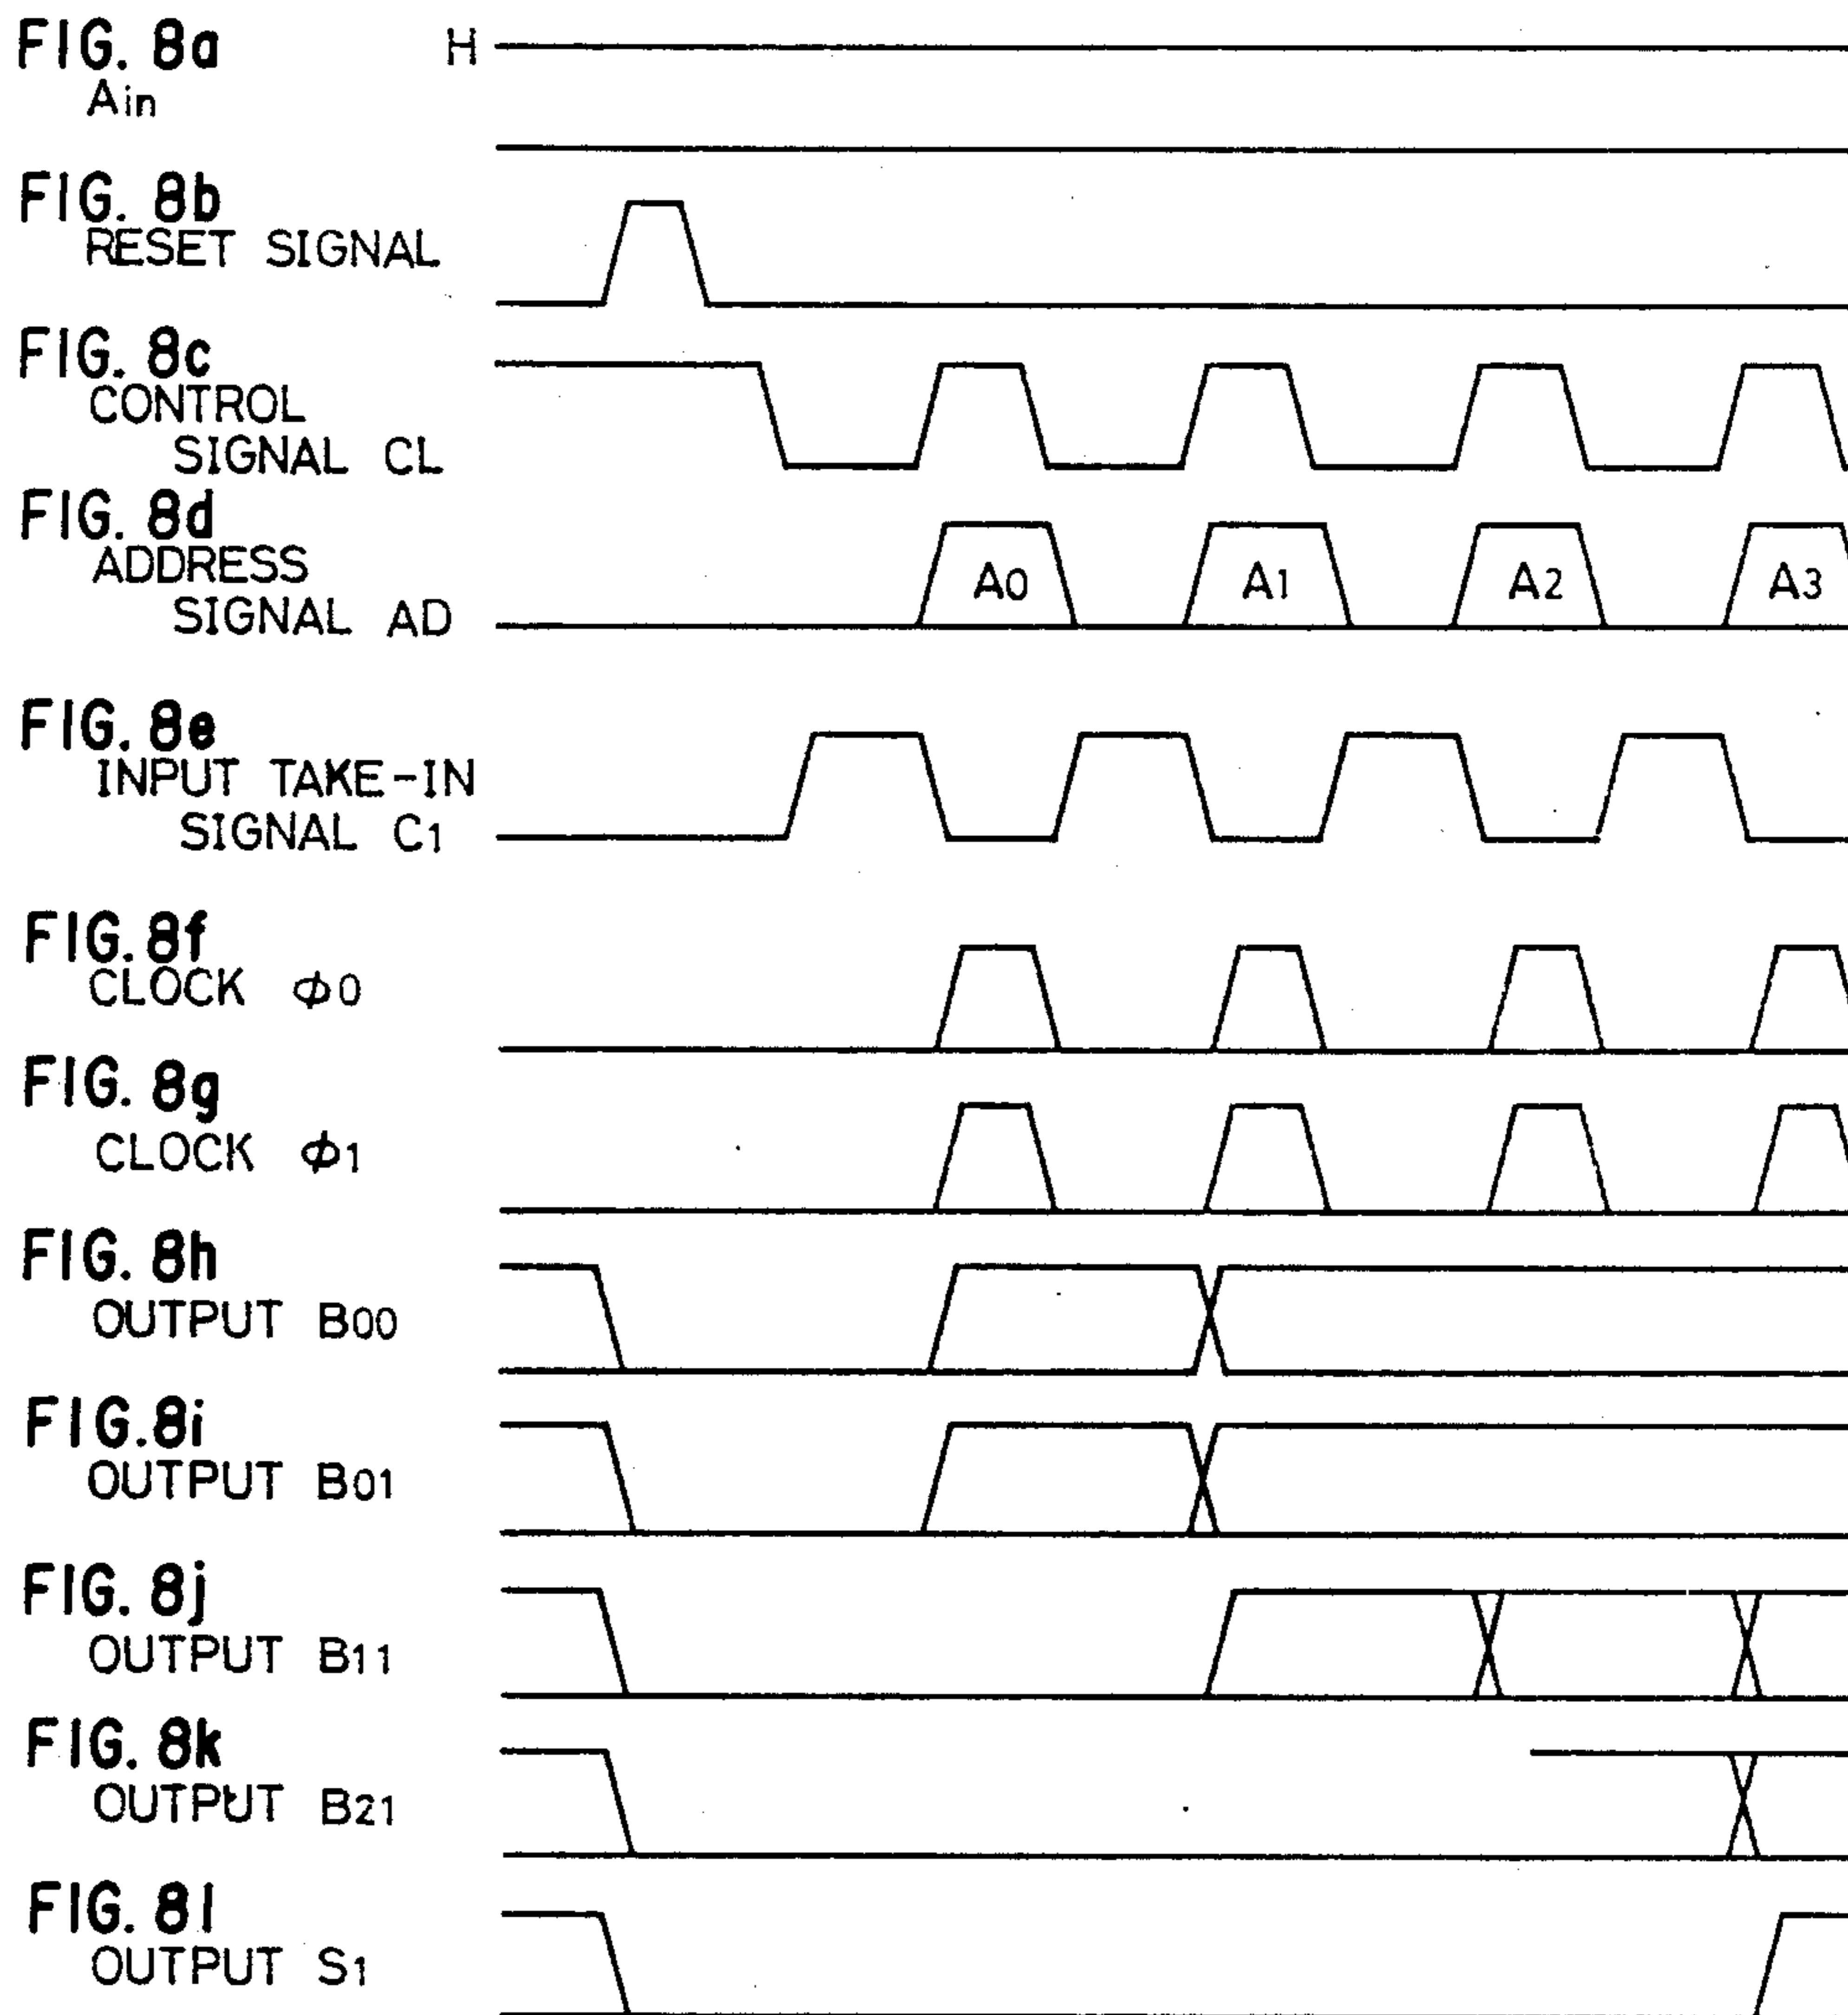 FIG. 8a H
Ain
FIG. 8b
RESET SIGNAL
FIG. 8c
CONTROL
SIGNAL CL
FIG. 8d
ADDRESS
SIGNAL AD
A0 A1 A2 A3
FIG. 8e
INPUT TAKE-IN
SIGNAL C1
FIG. 8f
CLOCK ϕ0
FIG. 8g
CLOCK ϕ1
FIG. 8h
OUTPUT B00
FIG. 8i
OUTPUT B01
FIG. 8j
OUTPUT B11
FIG. 8k
OUTPUT B21
FIG. 8l
OUTPUT S1